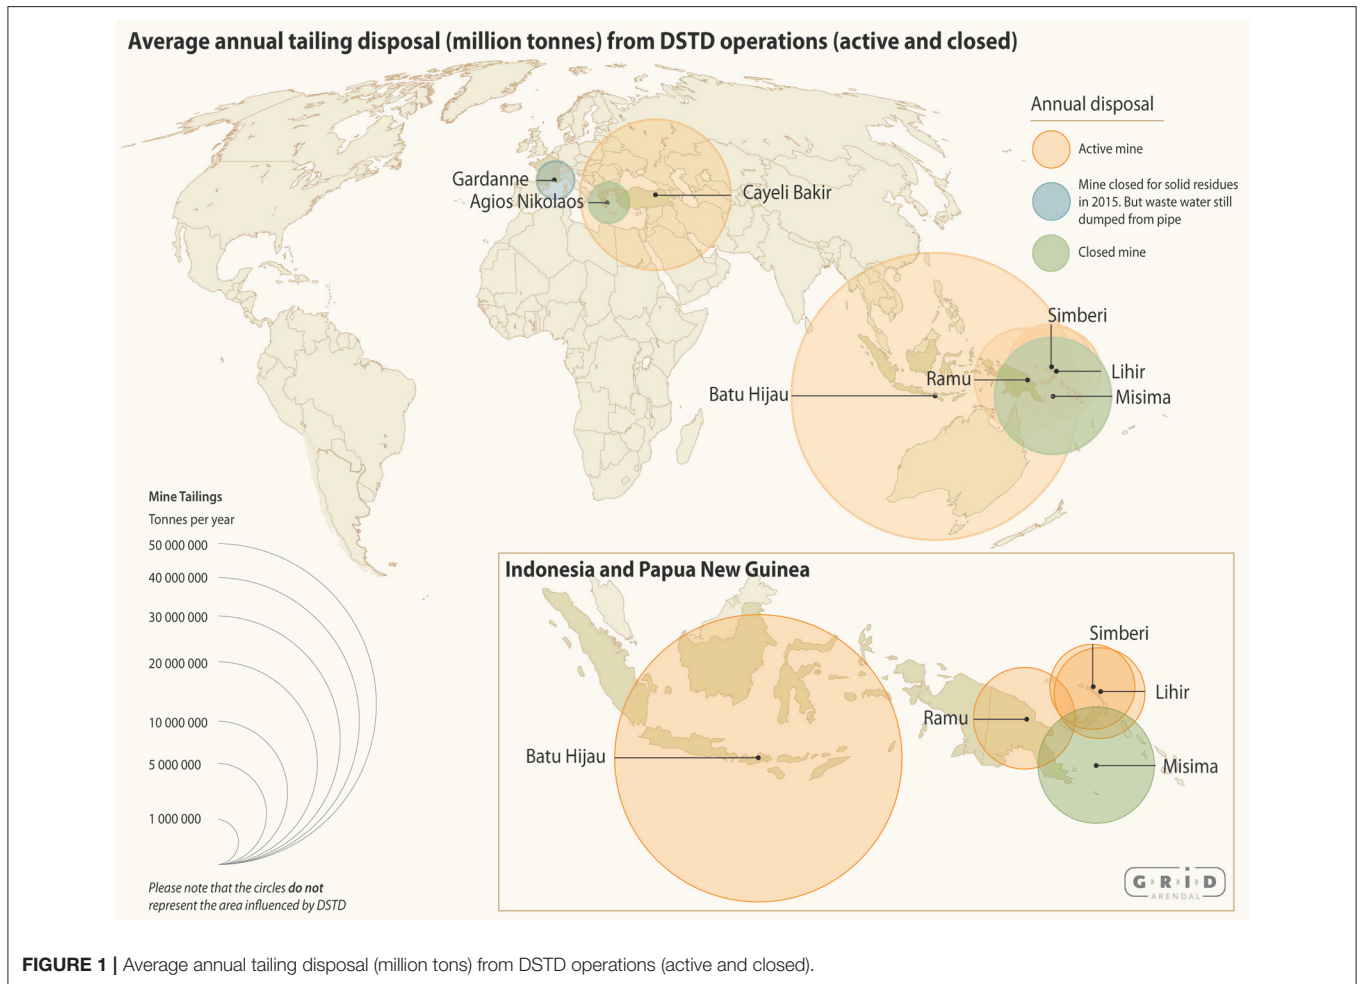 Average annual tailing disposal (million tonnes) from DSTD operations (active and closed)
Annual disposal
Active mine
Mine closed for solid residues
in 2015. But waste water still
dumped from pipe
Closed mine
Gardanne
Agios Nikolaos
Cayeli Bakir
Simberi
Ramu
Lihir
Batu Hijau
Misima
Mine Tailings
Tonnes per year
50 000 000
40 000 000
30 000 000
20 000 000
10 000 000
5 000 000
1 000 000
Please note that the circles do not
represent the area influenced by DSTD
Indonesia and Papua New Guinea
Simberi
Lihir
Ramu
Batu Hijau
Misima
GRID
ARENDAL
FIGURE 1 | Average annual tailing disposal (million tons) from DSTD operations (active and closed).